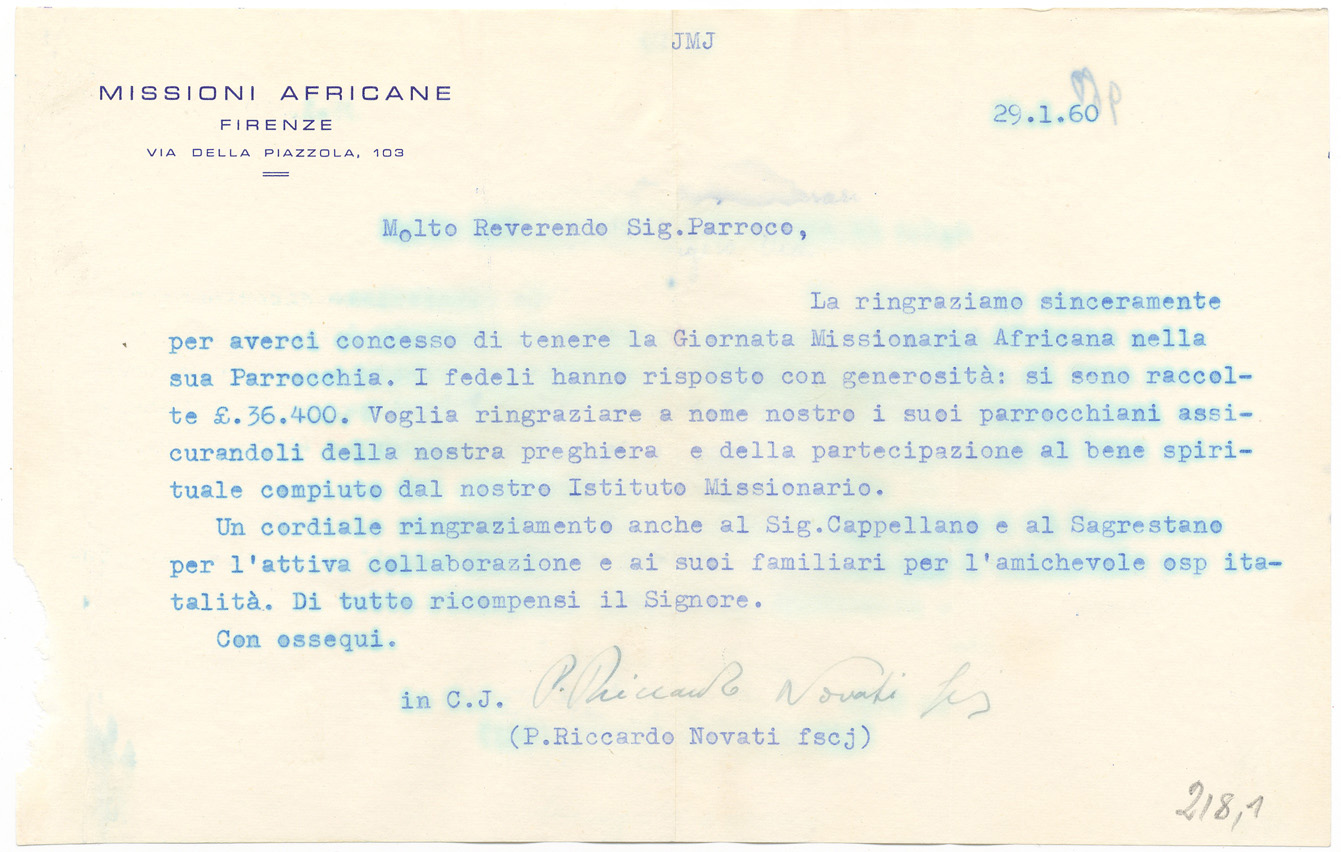 JMJ
MISSIONI AFRICANE
FIRENZE
VIA DELLA PIAZZOLA, 103
29.1.60
Molto Reverendo Sig.Parroco,
La ringraziamo sinceramente
per averci concesso di tenere la Giornata Missionaria Africana nella
sua Parrocchia. I fedeli hanno risposto con generosità: si sono raccol-
te £.36.400. Voglia ringraziare a nome nostro i suoi parrocchiani assi-
curandoli della nostra preghiera e della partecipazione al bene spiri-
tuale compiuto dal nostro Istituto Missionario.
Un cordiale ringraziamento anche al Sig.Cappellano e al Sagrestano
per l'attiva collaborazione e ai suoi familiari per l'amichevole osp ita-
talità. Di tutto ricompensi il Signore.
Con ossequi.
in C.J. P. Riccardo Novati
(P.Riccardo Novati fscj)
218,1